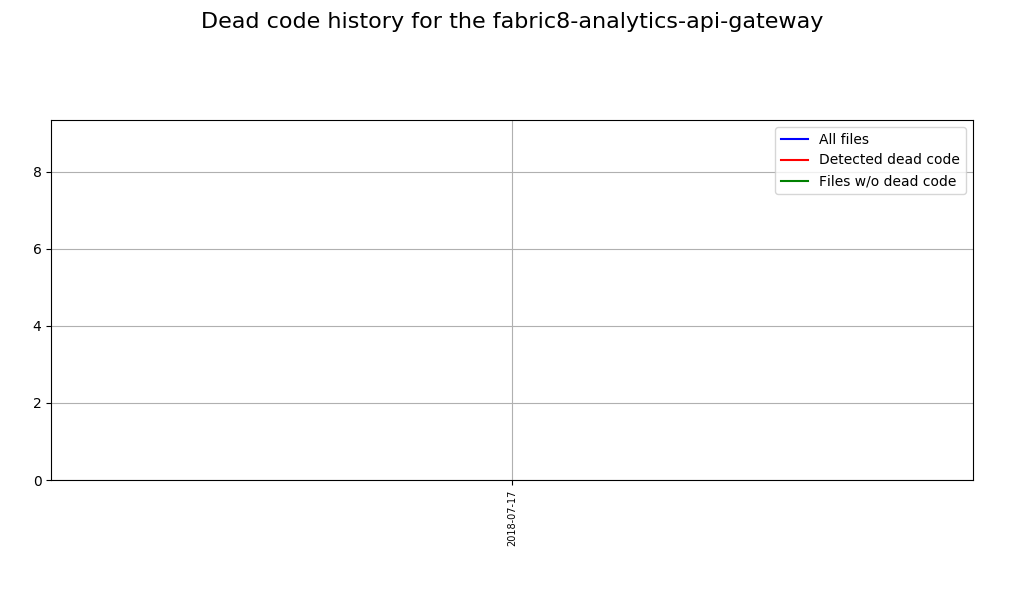 Dead code history for the fabric8-analytics-api-gateway
All files
Detected dead code
Files w/o dead code
8
6
4
2
0
2018-07-17